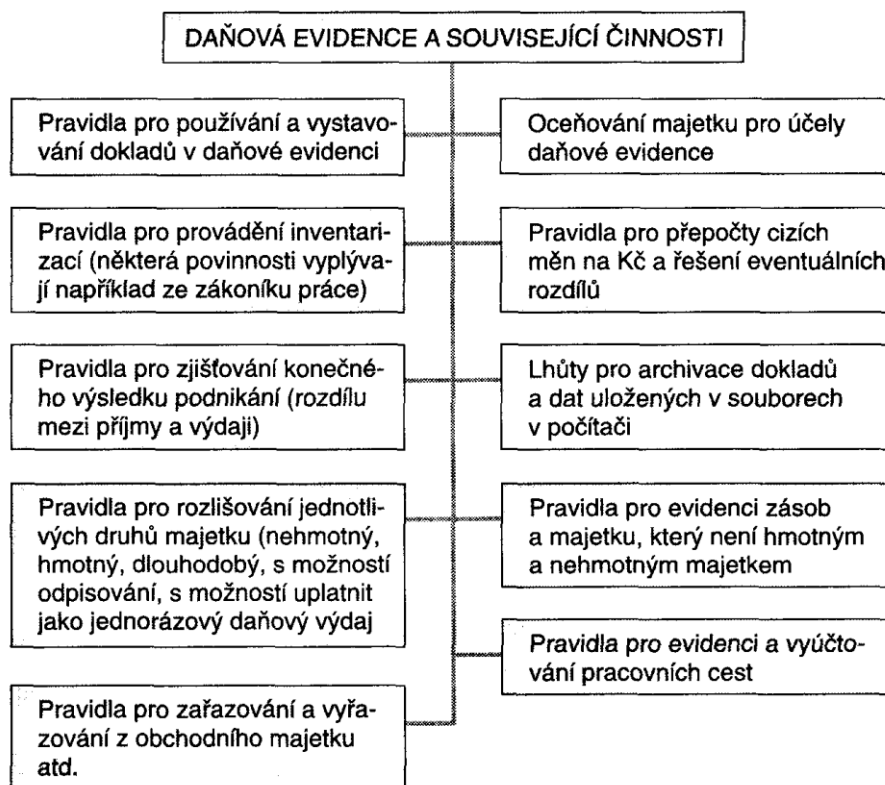 DAŇOVÁ EVIDENCE A SOUVISEJÍCÍ ČINNOSTI
Pravidla pro používání a vystavo-
vání dokladů v daňové evidenci
Oceňování majetku pro účely
daňové evidence
Pravidla pro provádění inventari-
zací (některá povinnosti vyplýva-
jí například ze zákoníku práce)
Pravidla pro přepočty cizích
měn na Kč a řešení eventuálních
rozdílů
Pravidla pro zjišťování konečné-
ho výsledku podnikání (rozdílu
mezi příjmy a výdaji)
Lhůty pro archivace dokladů
a dat uložených v souborech
v počítači
Pravidla pro rozlišování jednotli-
vých druhů majetku (nehmotný,
hmotný, dlouhodobý, s možností
odpisování, s možností uplatnit
jako jednorázový daňový výdaj
Pravidla pro evidenci zásob
a majetku, který není hmotným
a nehmotným majetkem
Pravidla pro evidenci a vyúčto-
vání pracovních cest
Pravidla pro zařazování a vyřa-
zování z obchodního majetku
atd.